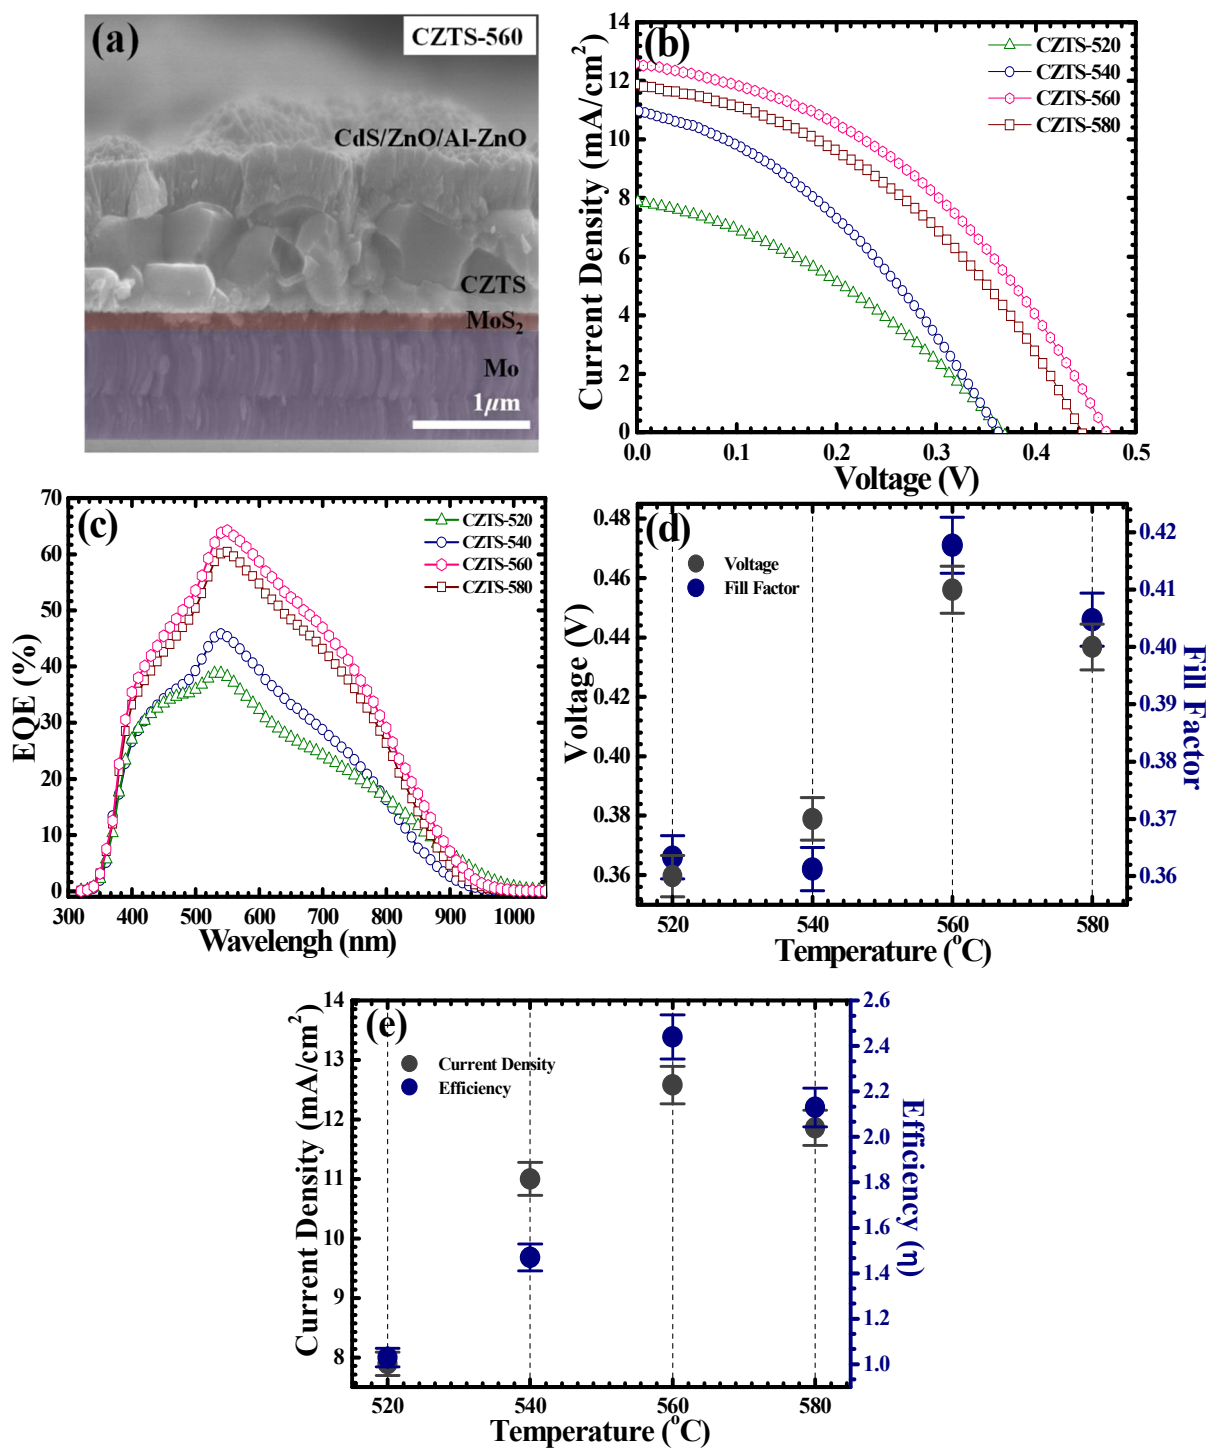 (a)
CZTS-560
CdS/ZnO/Al-ZnO
CZTS
MoS2
Mo
1μm
(b)
CZTS-520
CZTS-540
CZTS-560
CZTS-580
Current Density (mA/cm2)
14
12
10
8
6
4
2
0
0.0 0.1 0.2 0.3 0.4 0.5
Voltage (V)
(c)
CZTS-520
CZTS-540
CZTS-560
CZTS-580
EQE (%)
70
60
50
40
30
20
10
0
300 400 500 600 700 800 900 1000
Wavelengh (nm)
(d)
Voltage
Fill Factor
Voltage (V)
0.48
0.46
0.44
0.42
0.40
0.38
0.36
Fill Factor
0.42
0.41
0.40
0.39
0.38
0.37
0.36
520 540 560 580
Temperature (oC)
(e)
Current Density
Efficiency
Current Density (mA/cm2)
14
13
12
11
10
9
8
Efficiency (η)
2.6
2.4
2.2
2.0
1.8
1.6
1.4
1.2
1.0
520 540 560 580
Temperature (oC)